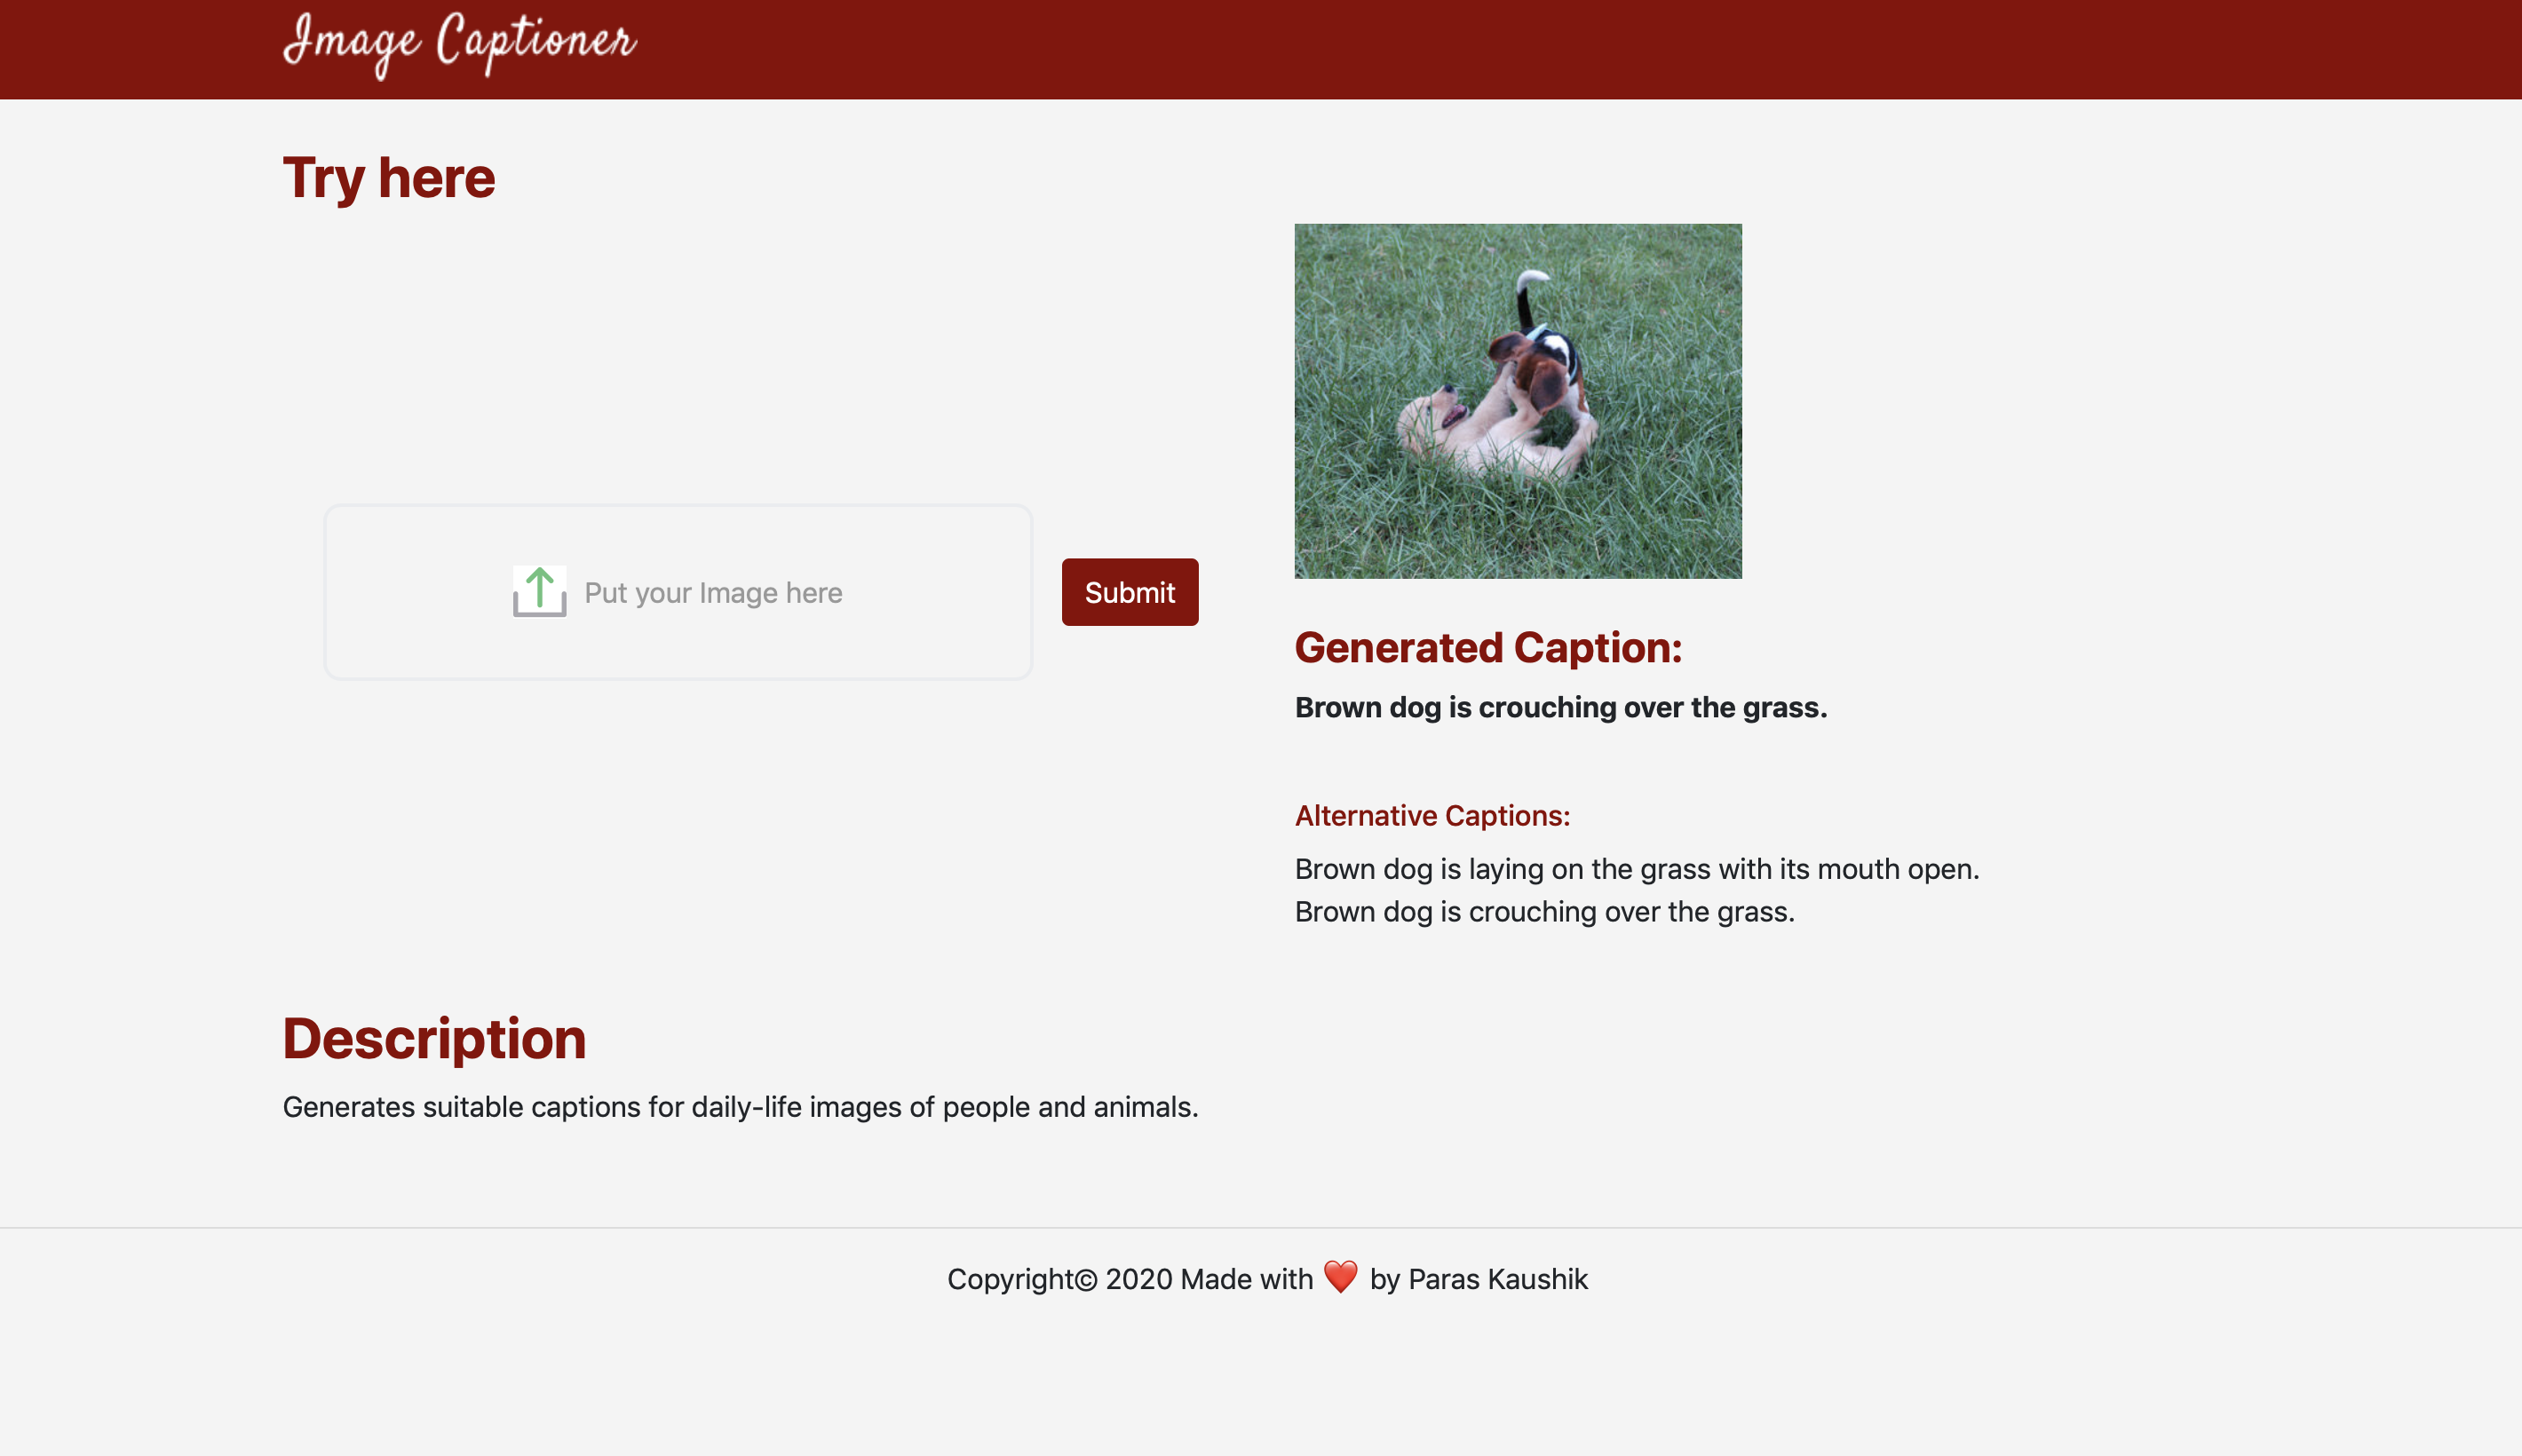 Image Captioner
Try here
Put your Image here
Submit
Generated Caption:
Brown dog is crouching over the grass.
Alternative Captions:
Brown dog is laying on the grass with its mouth open.
Brown dog is crouching over the grass.
Description
Generates suitable captions for daily-life images of people and animals.
Copyright© 2020 Made with ❤️ by Paras Kaushik